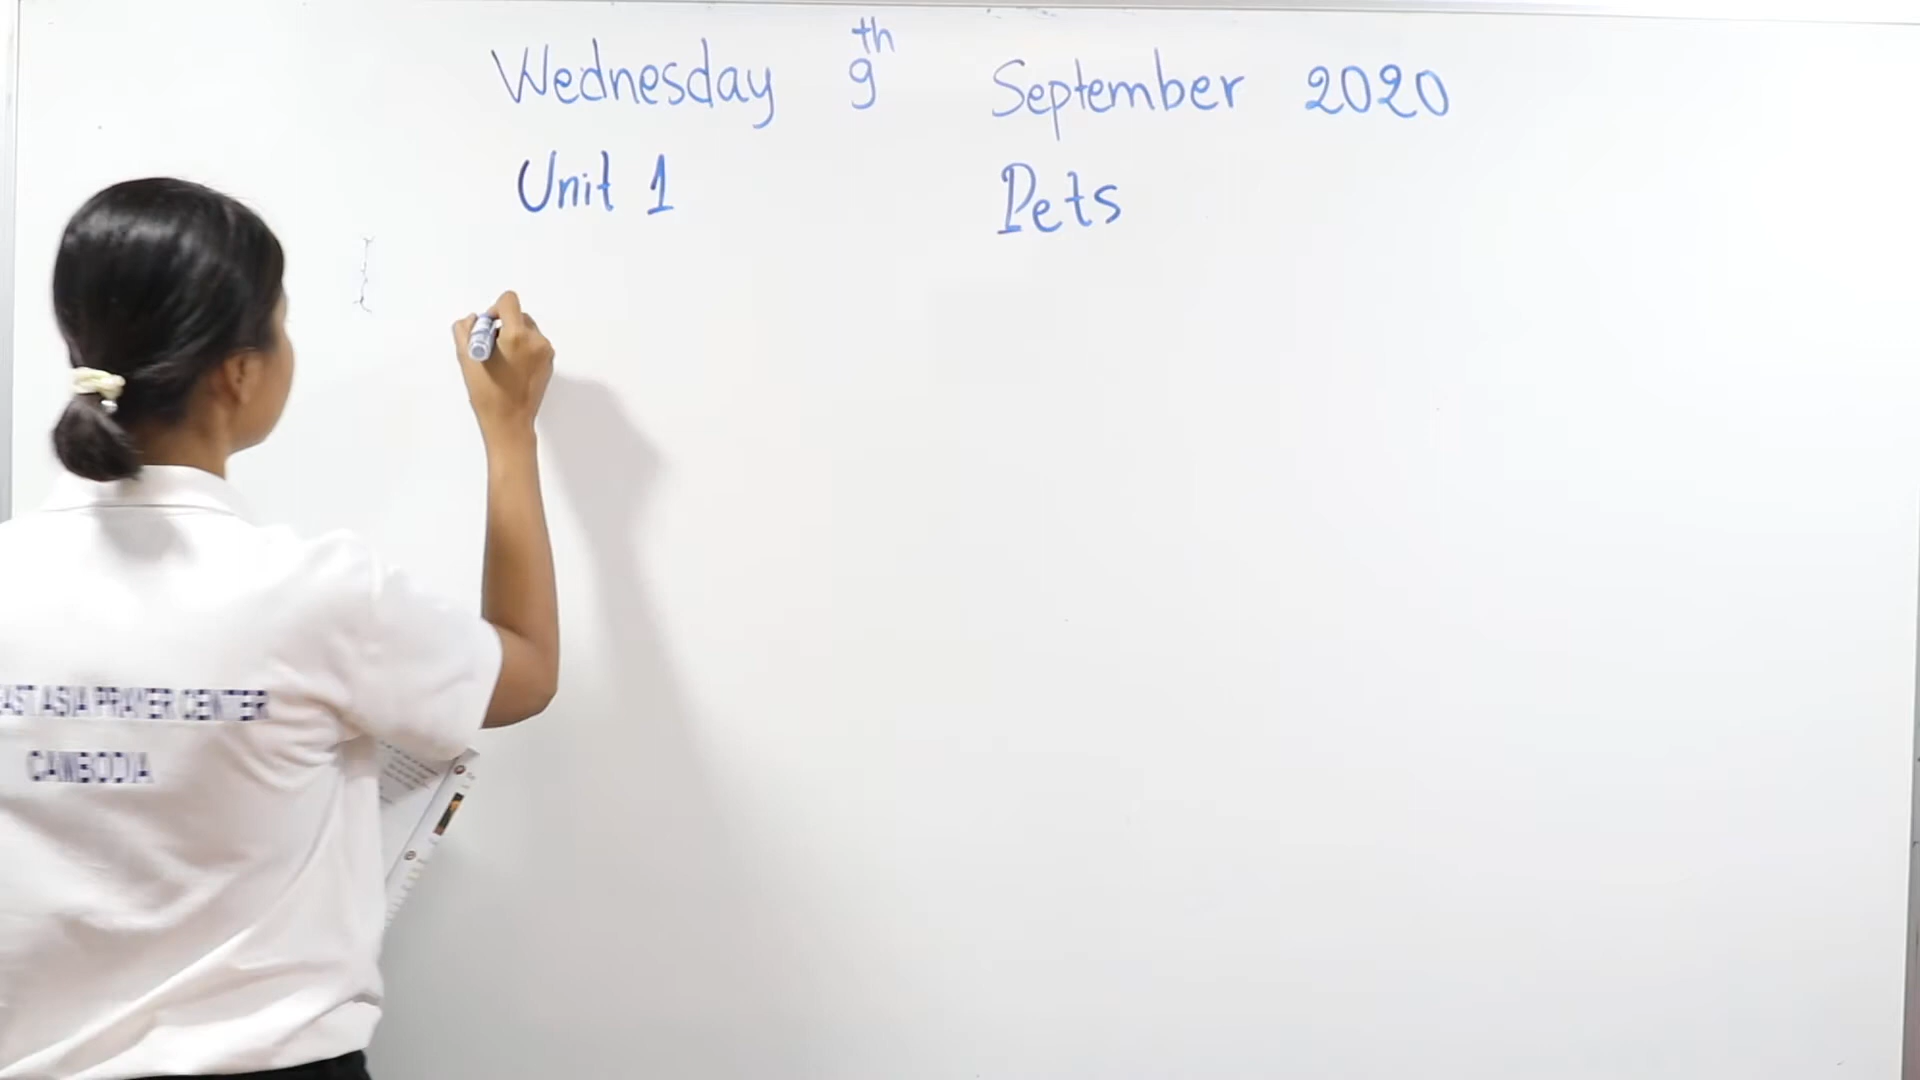 Wednesday 9th September 2020
Unit 1 Pets
EAST ASIA PRAYER CENTER
CAMBODIA